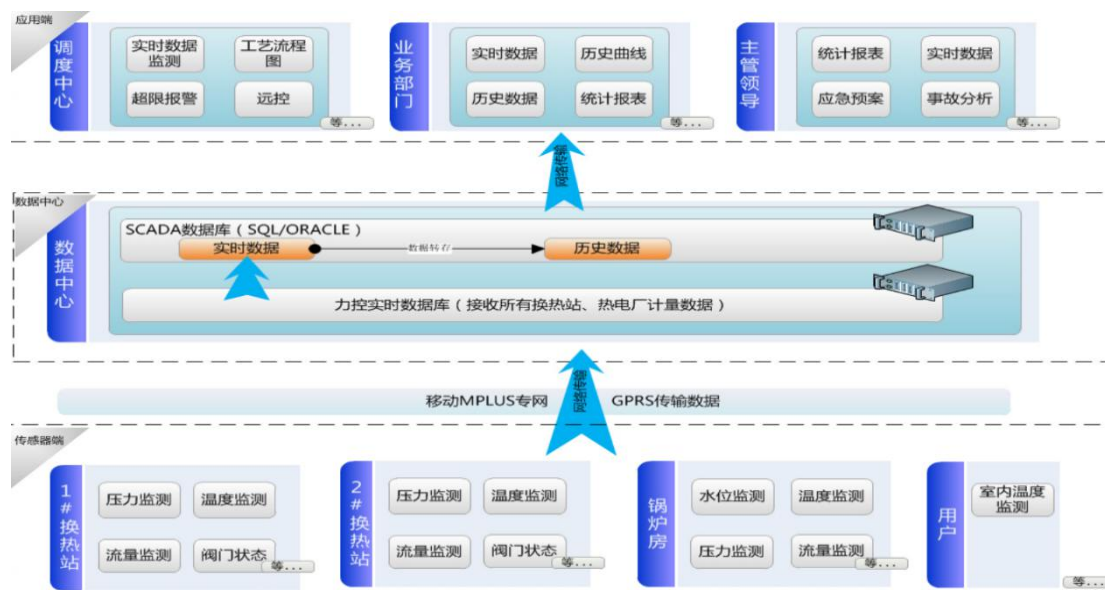 应用端
调度中心
实时数据
监测
工艺流程
图
超限报警
远控
等...
业务部门
实时数据
历史曲线
历史数据
统计报表
等...
主管领导
统计报表
实时数据
应急预案
事故分析
等...
网络传输
数据中心
数据中心
SCADA数据库（SQL/ORACLE）
实时数据
数据转存
历史数据
力控实时数据库（接收所有换热站、热电厂计量数据）
移动MPLUS专网
网络传输
GPRS传输数据
传感器端
1#换热站
压力监测
温度监测
流量监测
阀门状态
等...
2#换热站
压力监测
温度监测
流量监测
阀门状态
等...
锅炉房
水位监测
温度监测
压力监测
流量监测
等...
用户
室内温度
监测
等...